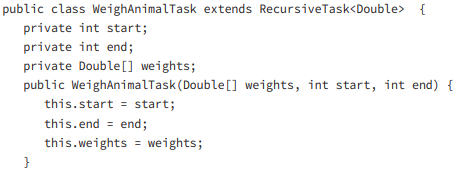 public class WeighAnimalTask extends RecursiveTask<Double>  {
   private int start;
   private int end;
   private Double[] weights;
   public WeighAnimalTask(Double[] weights, int start, int end) {
      this.start = start;
      this.end = end;
      this.weights = weights;
   }